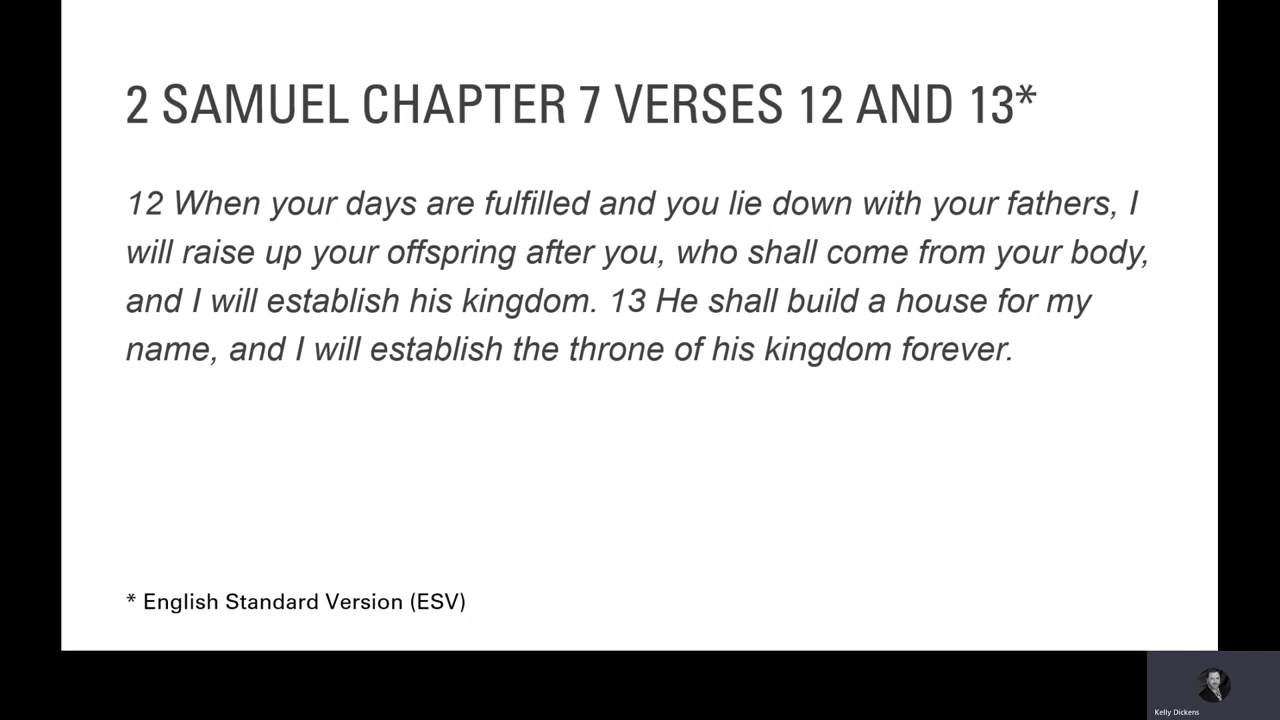 2 SAMUEL CHAPTER 7 VERSES 12 AND 13*
12 When your days are fulfilled and you lie down with your fathers, I
will raise up your offspring after you, who shall come from your body,
and I will establish his kingdom. 13 He shall build a house for my
name, and I will establish the throne of his kingdom forever.
* English Standard Version (ESV)
Kelly Dickens